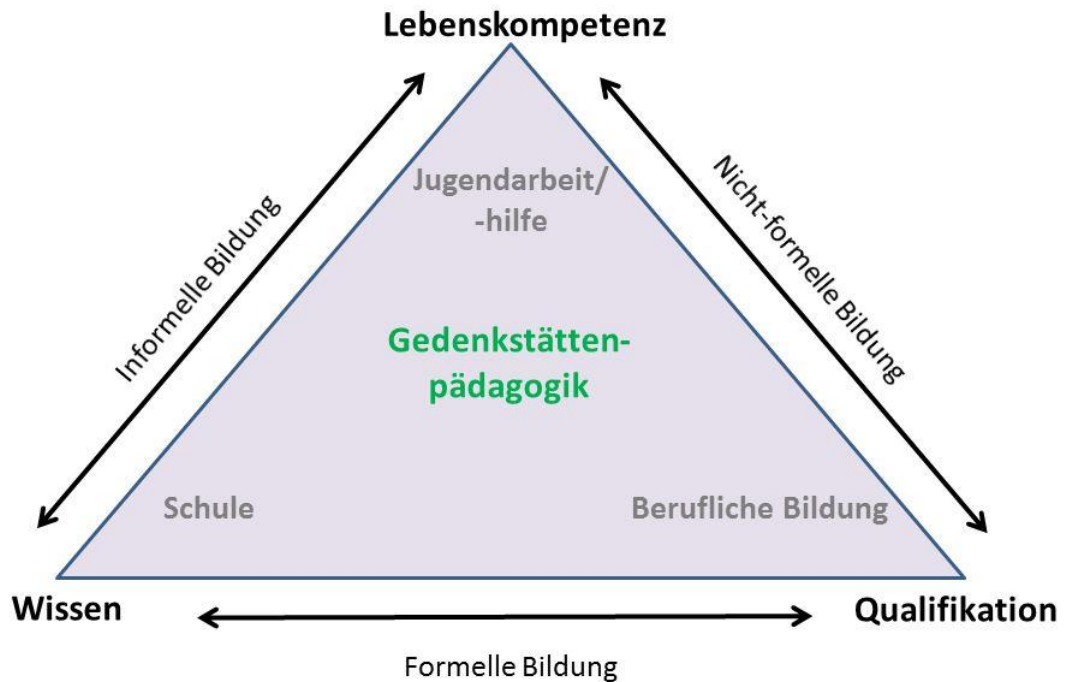 Lebenskompetenz
Informelle Bildung
Nicht-formelle Bildung
Jugendarbeit/
-hilfe
Gedenkstätten-
pädagogik
Schule
Berufliche Bildung
Wissen
Qualifikation
Formelle Bildung